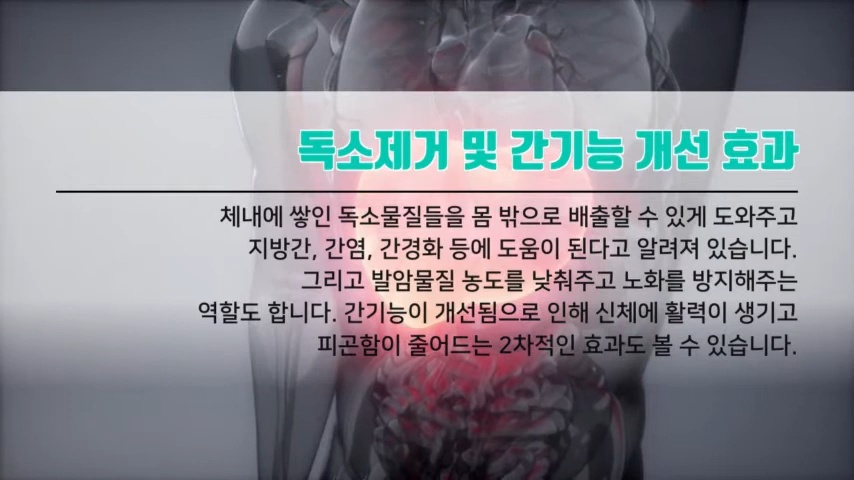 독소제거 및 간기능 개선 효과
체내에 쌓인 독소물질들을 몸 밖으로 배출할 수 있게 도와주고
지방간, 간염, 간경화 등에 도움이 된다고 알려져 있습니다.
그리고 발암물질 농도를 낮춰주고 노화를 방지해주는
역할도 합니다. 간기능이 개선됨으로 인해 신체에 활력이 생기고
피곤함이 줄어드는 2차적인 효과도 볼 수 있습니다.